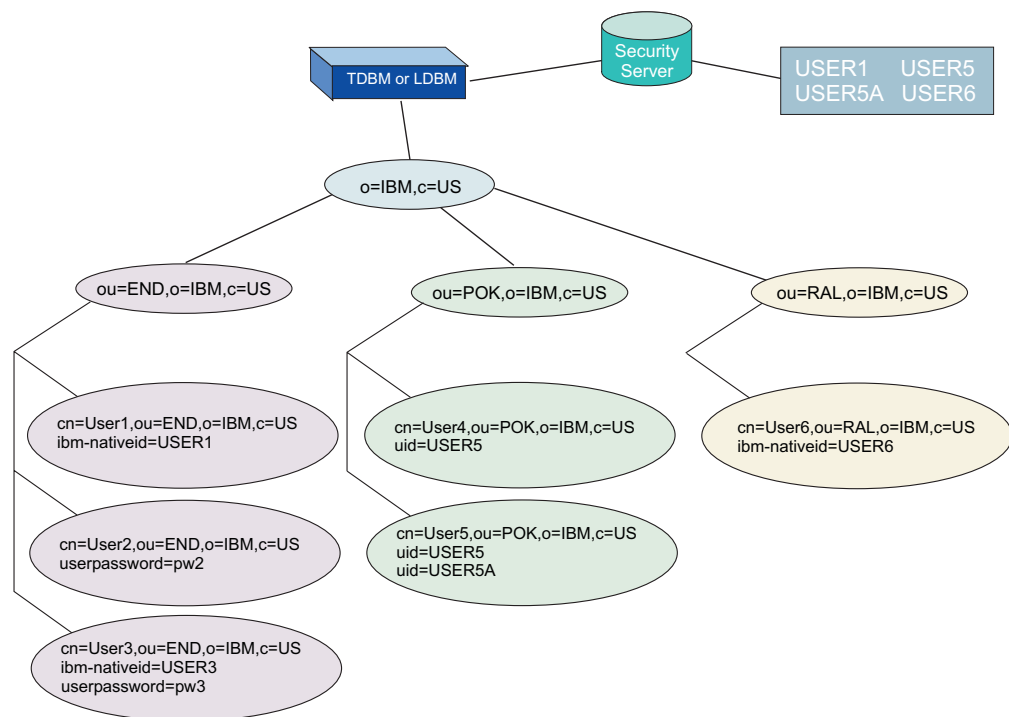 Security
Server
TDBM or LDBM
USER1 USER5
USER5A USER6
o=IBM,c=US
ou=END,o=IBM,c=US
ou=POK,o=IBM,c=US
ou=RAL,o=IBM,c=US
cn=User1,ou=END,o=IBM,c=US
ibm-nativeid=USER1
cn=User4,ou=POK,o=IBM,c=US
uid=USER5
cn=User6,ou=RAL,o=IBM,c=US
ibm-nativeid=USER6
cn=User2,ou=END,o=IBM,c=US
userpassword=pw2
cn=User5,ou=POK,o=IBM,c=US
uid=USER5
uid=USER5A
cn=User3,ou=END,o=IBM,c=US
ibm-nativeid=USER3
userpassword=pw3